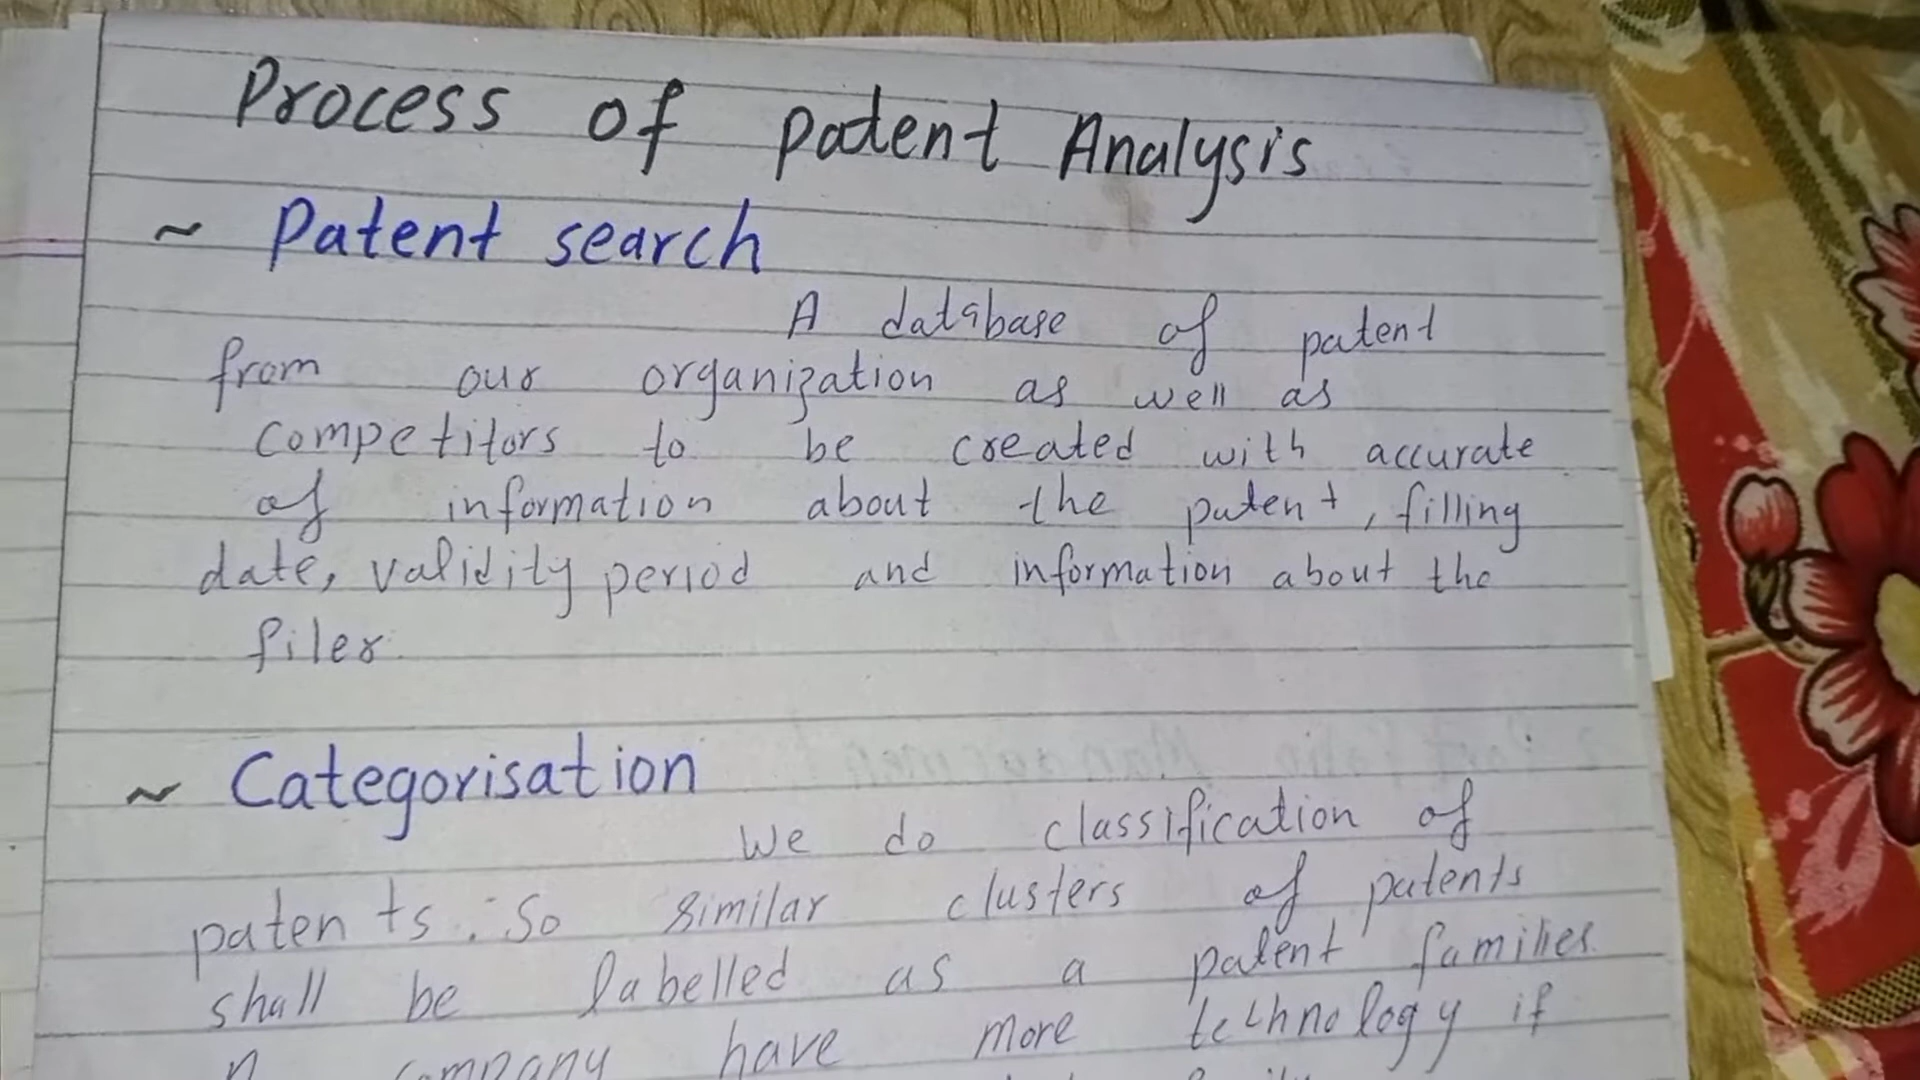 Process of patent Analysis
~ Patent search
A database of patent
from our organization as well as
competitors to be created with accurate
of information about the patent, filling
date, validity period and information about the
filer.
~ Categorisation
We do classification of
patents. So similar clusters of patents
shall be labelled as a patent families.
company have more technology if